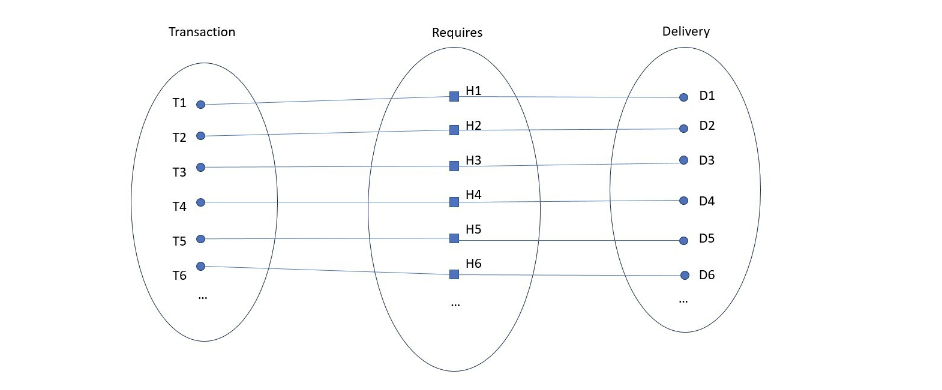 Transaction Requires Delivery
T1 H1 D1
T2 H2 D2
T3 H3 D3
T4 H4 D4
T5 H5 D5
T6 H6 D6
... ... ...